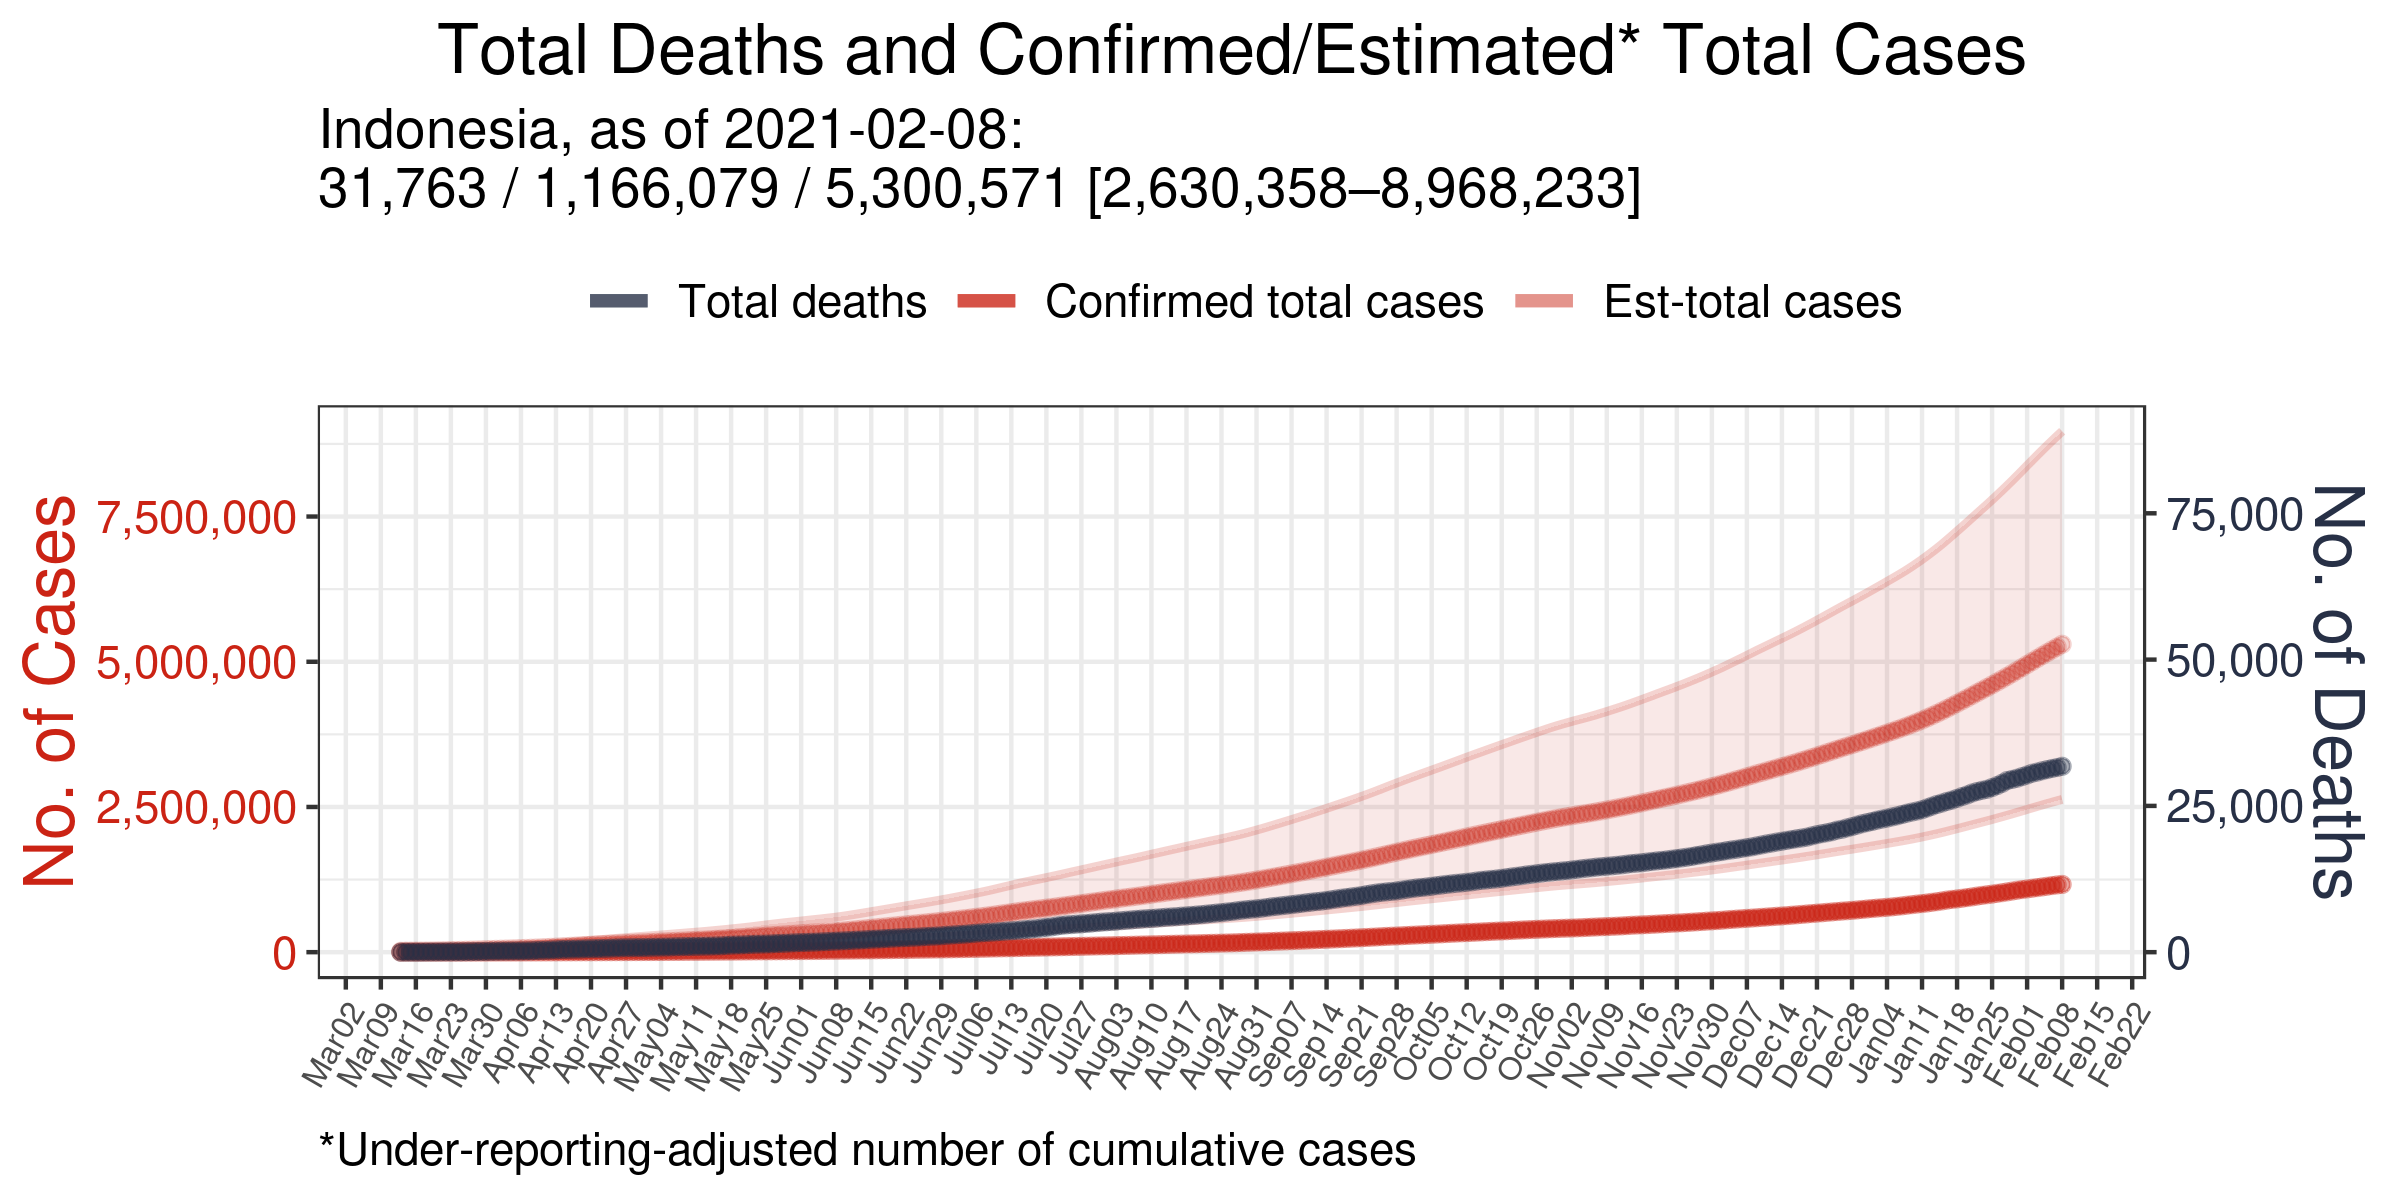 Total Deaths and Confirmed/Estimated* Total Cases
Indonesia, as of 2021-02-08:
31,763 / 1,166,079 / 5,300,571 [2,630,358–8,968,233]
Total deaths
Confirmed total cases
Est-total cases
No. of Cases
7,500,000
5,000,000
2,500,000
0
75,000
50,000
25,000
0
No. of Deaths
Mar02
Mar09
Mar16
Mar23
Mar30
Apr06
Apr13
Apr20
Apr27
May04
May11
May18
May25
Jun01
Jun08
Jun15
Jun22
Jun29
Jul06
Jul13
Jul20
Jul27
Aug03
Aug10
Aug17
Aug24
Aug31
Sep07
Sep14
Sep21
Sep28
Oct05
Oct12
Oct19
Oct26
Nov02
Nov09
Nov16
Nov23
Nov30
Dec07
Dec14
Dec21
Dec28
Jan04
Jan11
Jan18
Jan25
Feb01
Feb08
Feb15
Feb22
*Under-reporting-adjusted number of cumulative cases